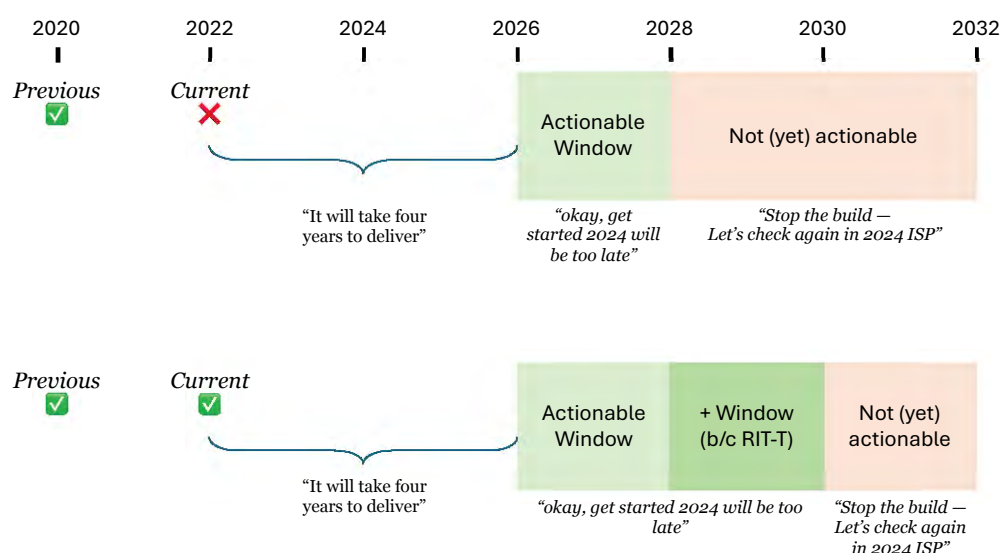 2020 2022 2024 2026 2028 2030 2032
Previous Current
Actionable
Window
Not (yet) actionable
“It will take four
years to deliver”
“okay, get
started 2024 will
be too late”
“Stop the build —
Let’s check again in 2024 ISP”
Previous Current
Actionable
Window
+ Window
(b/c RIT-T)
Not (yet)
actionable
“It will take four
years to deliver”
“okay, get started 2024 will be too
late”
“Stop the build —
Let’s check again
in 2024 ISP”